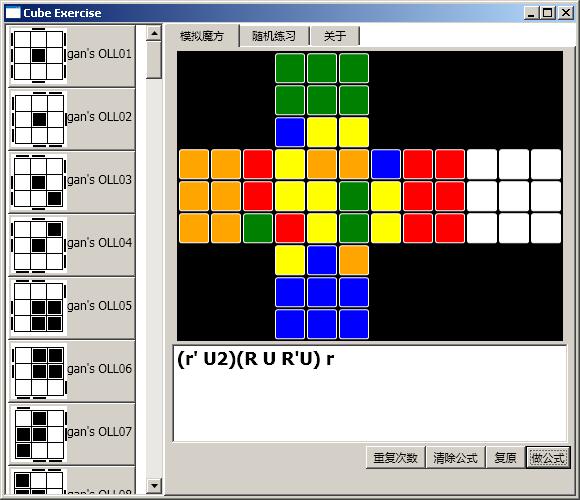 Cube Exercise
模拟魔方 随机练习 关于
gan's OLL01
gan's OLL02
gan's OLL03
gan's OLL04
gan's OLL05
gan's OLL06
gan's OLL07
(r' U2)(R U R'U) r
重复次数 清除公式 复原 做公式